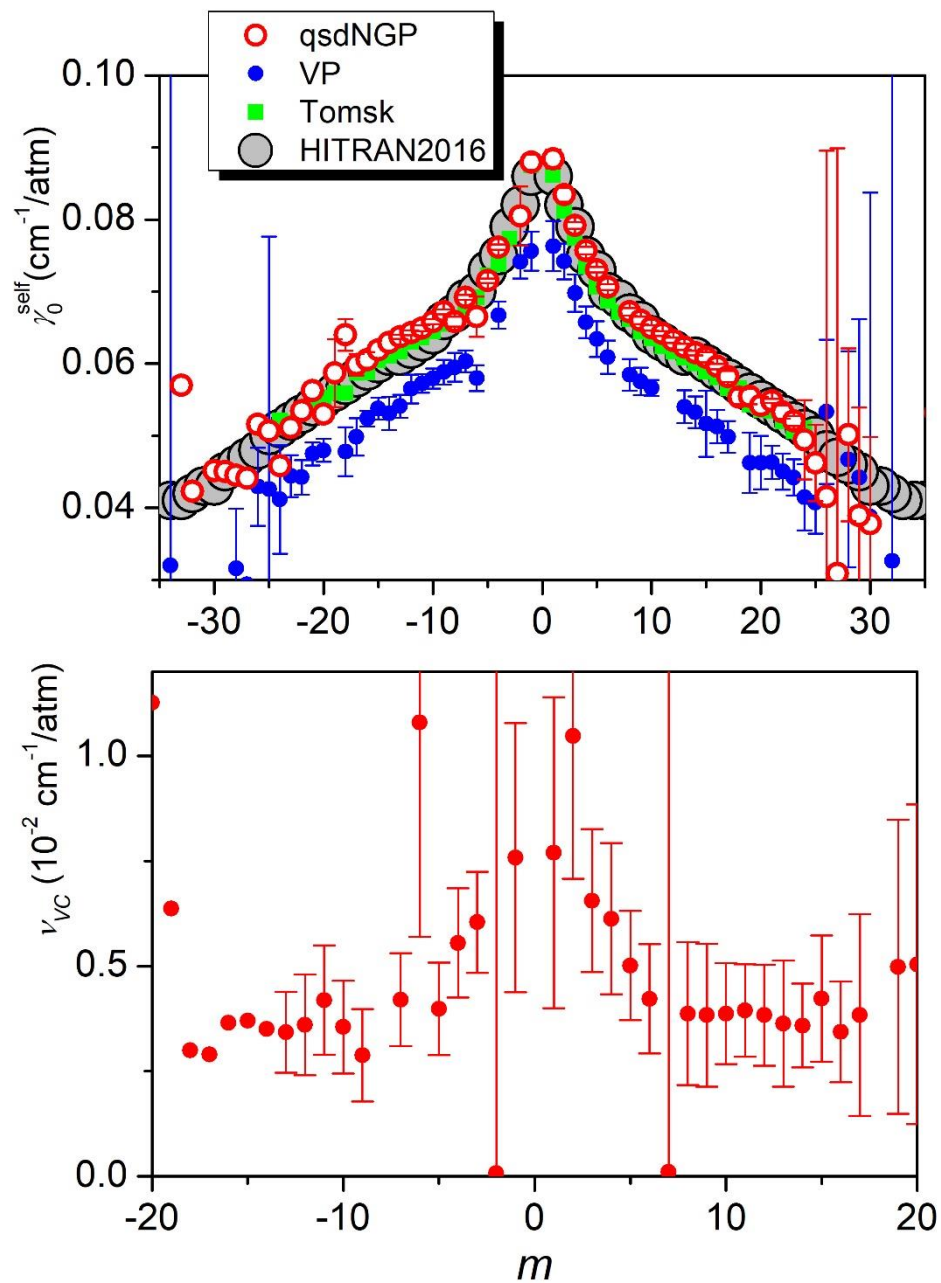 qsdNGP
VP
Tomsk
HITRAN2016
0.10
0.08
0.06
0.04
γ₀ˢᵉˡᶠ(cm⁻¹/atm)
-30 -20 -10 0 10 20 30
1.0
0.5
0.0
ν_VC (10⁻² cm⁻¹/atm)
-20 -10 0 10 20
m